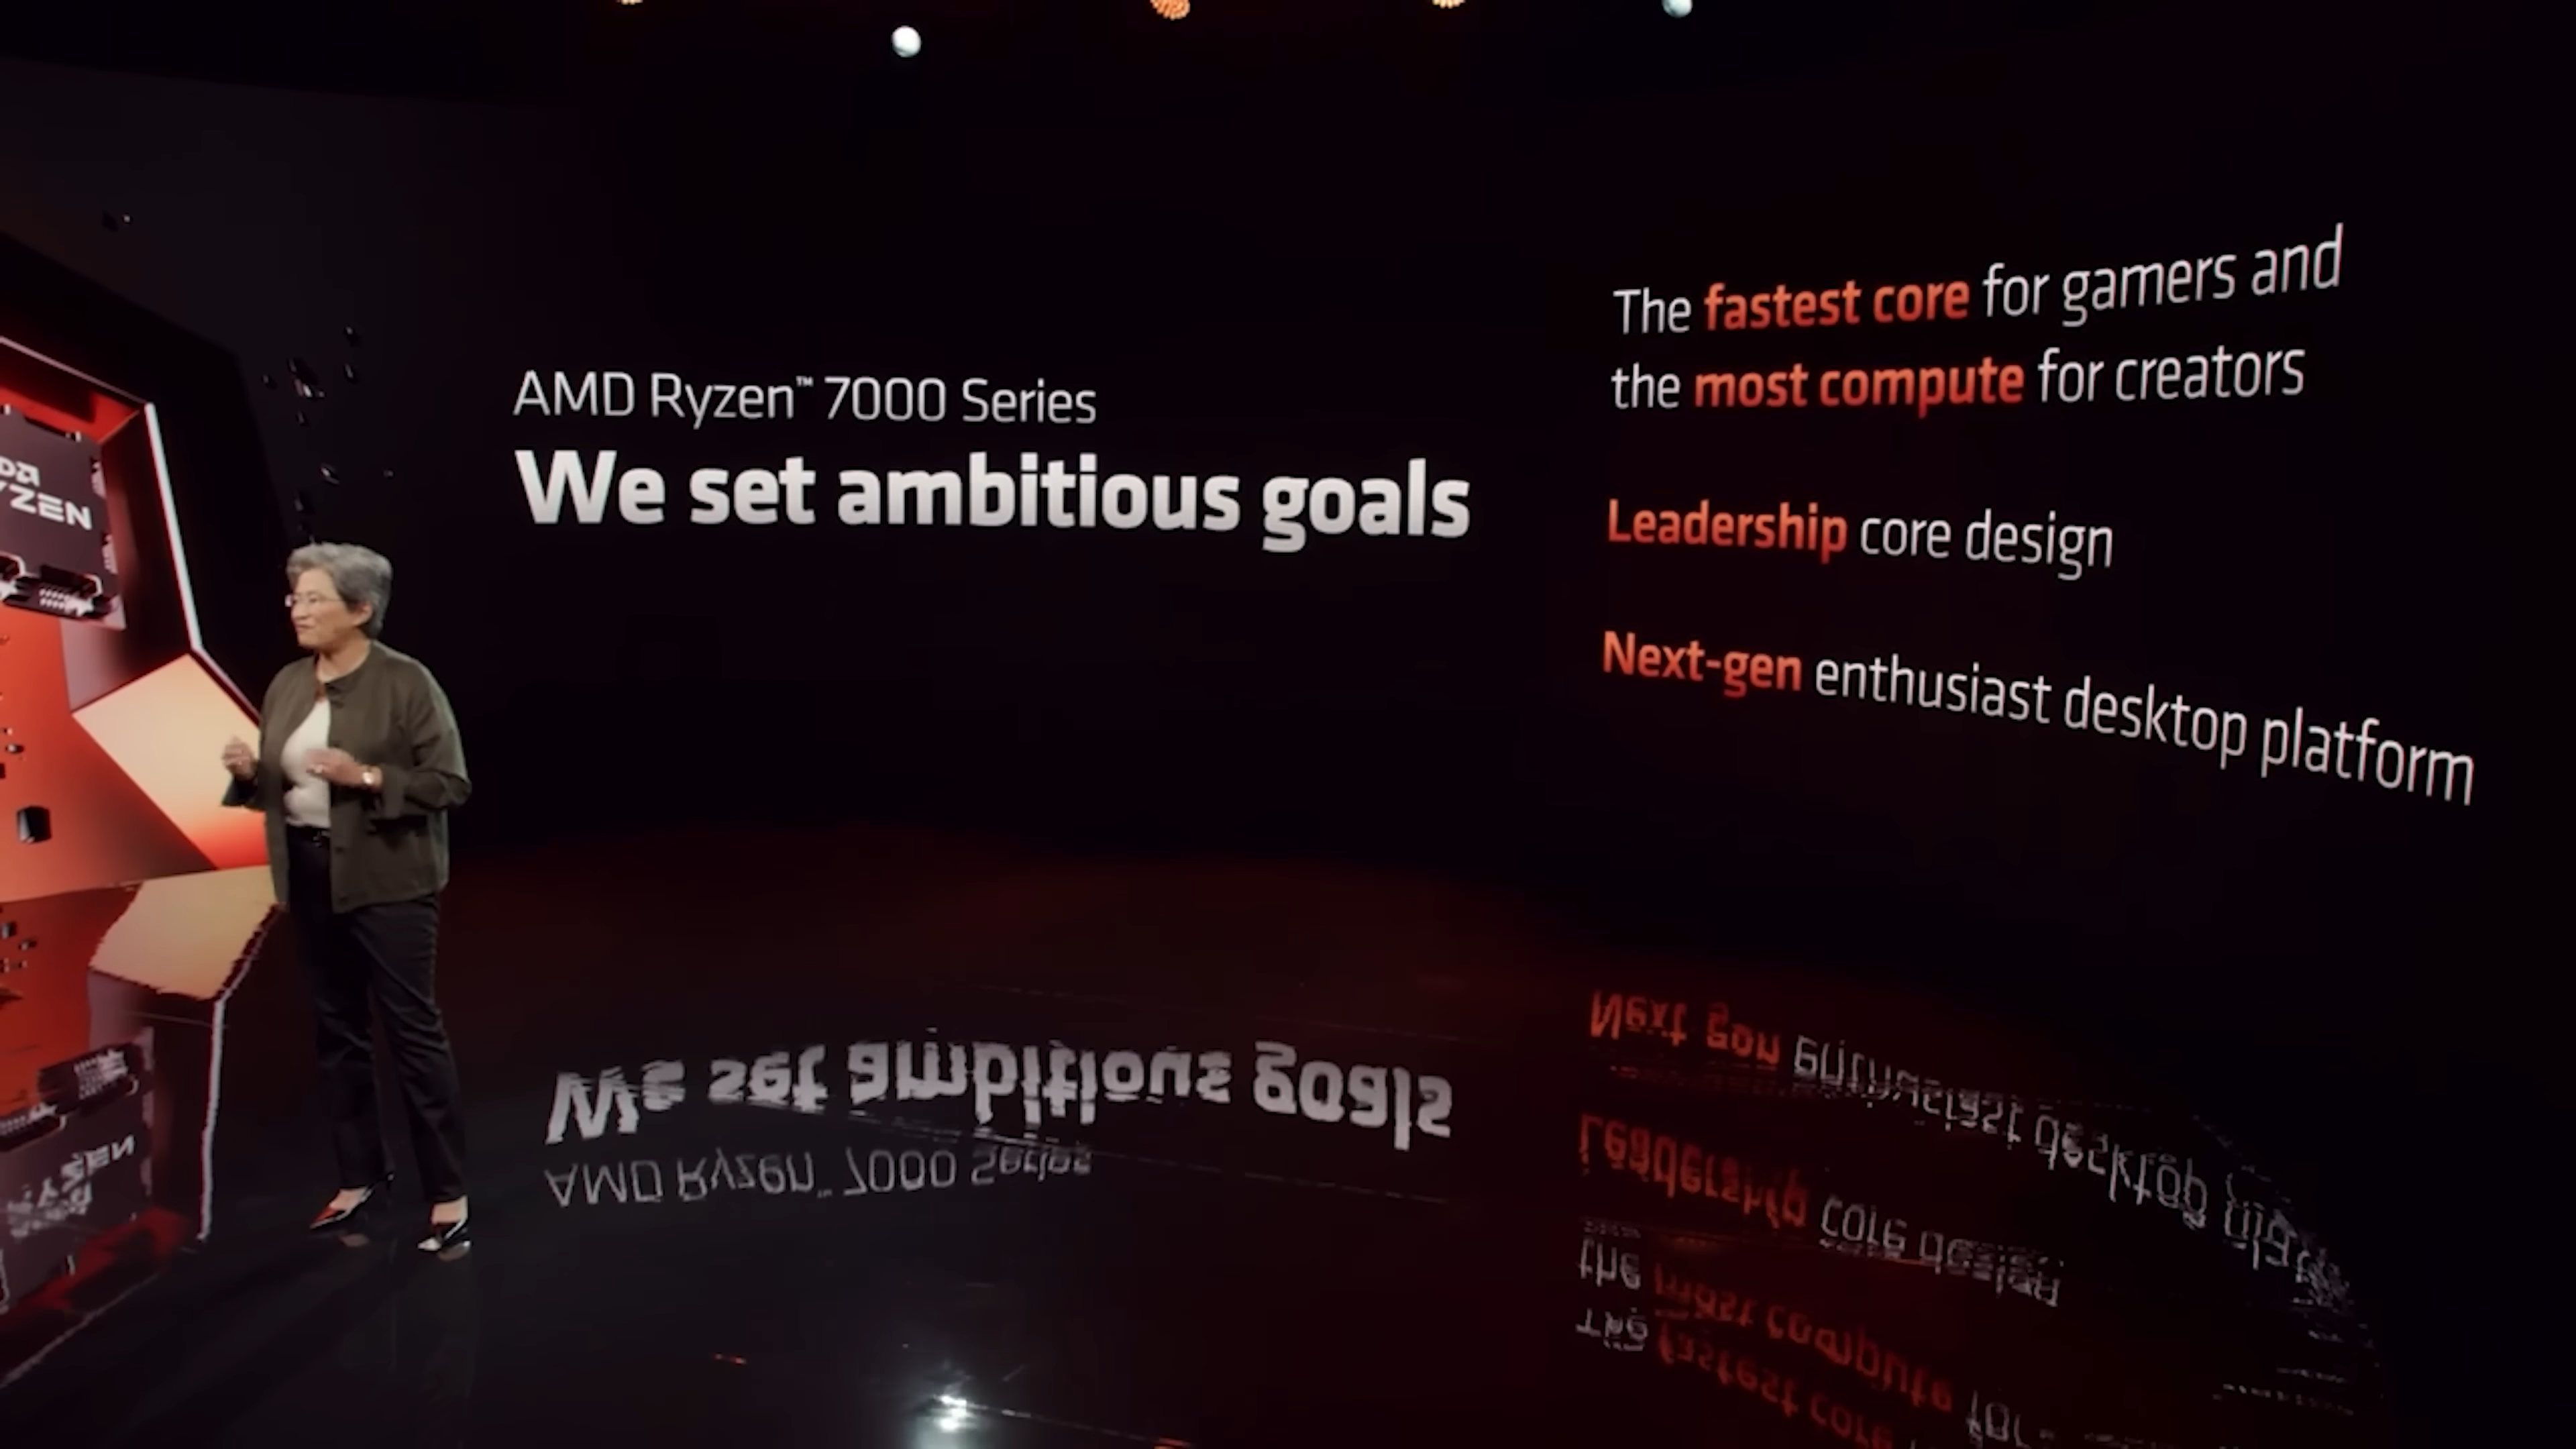 AMD Ryzen™ 7000 Series
We set ambitious goals
The fastest core for gamers and
the most compute for creators
Leadership core design
Next-gen enthusiast desktop platform
YZEN